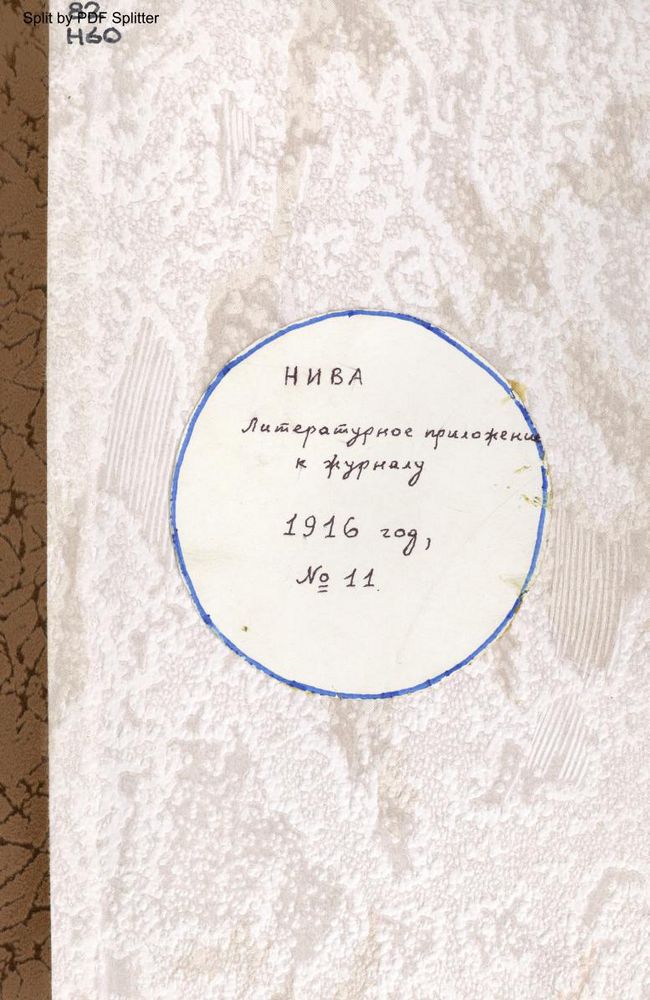 82
Split by PDF Splitter
Н60
НИВА
Литературное приложение
к журналу
1916 год,
№ 11.